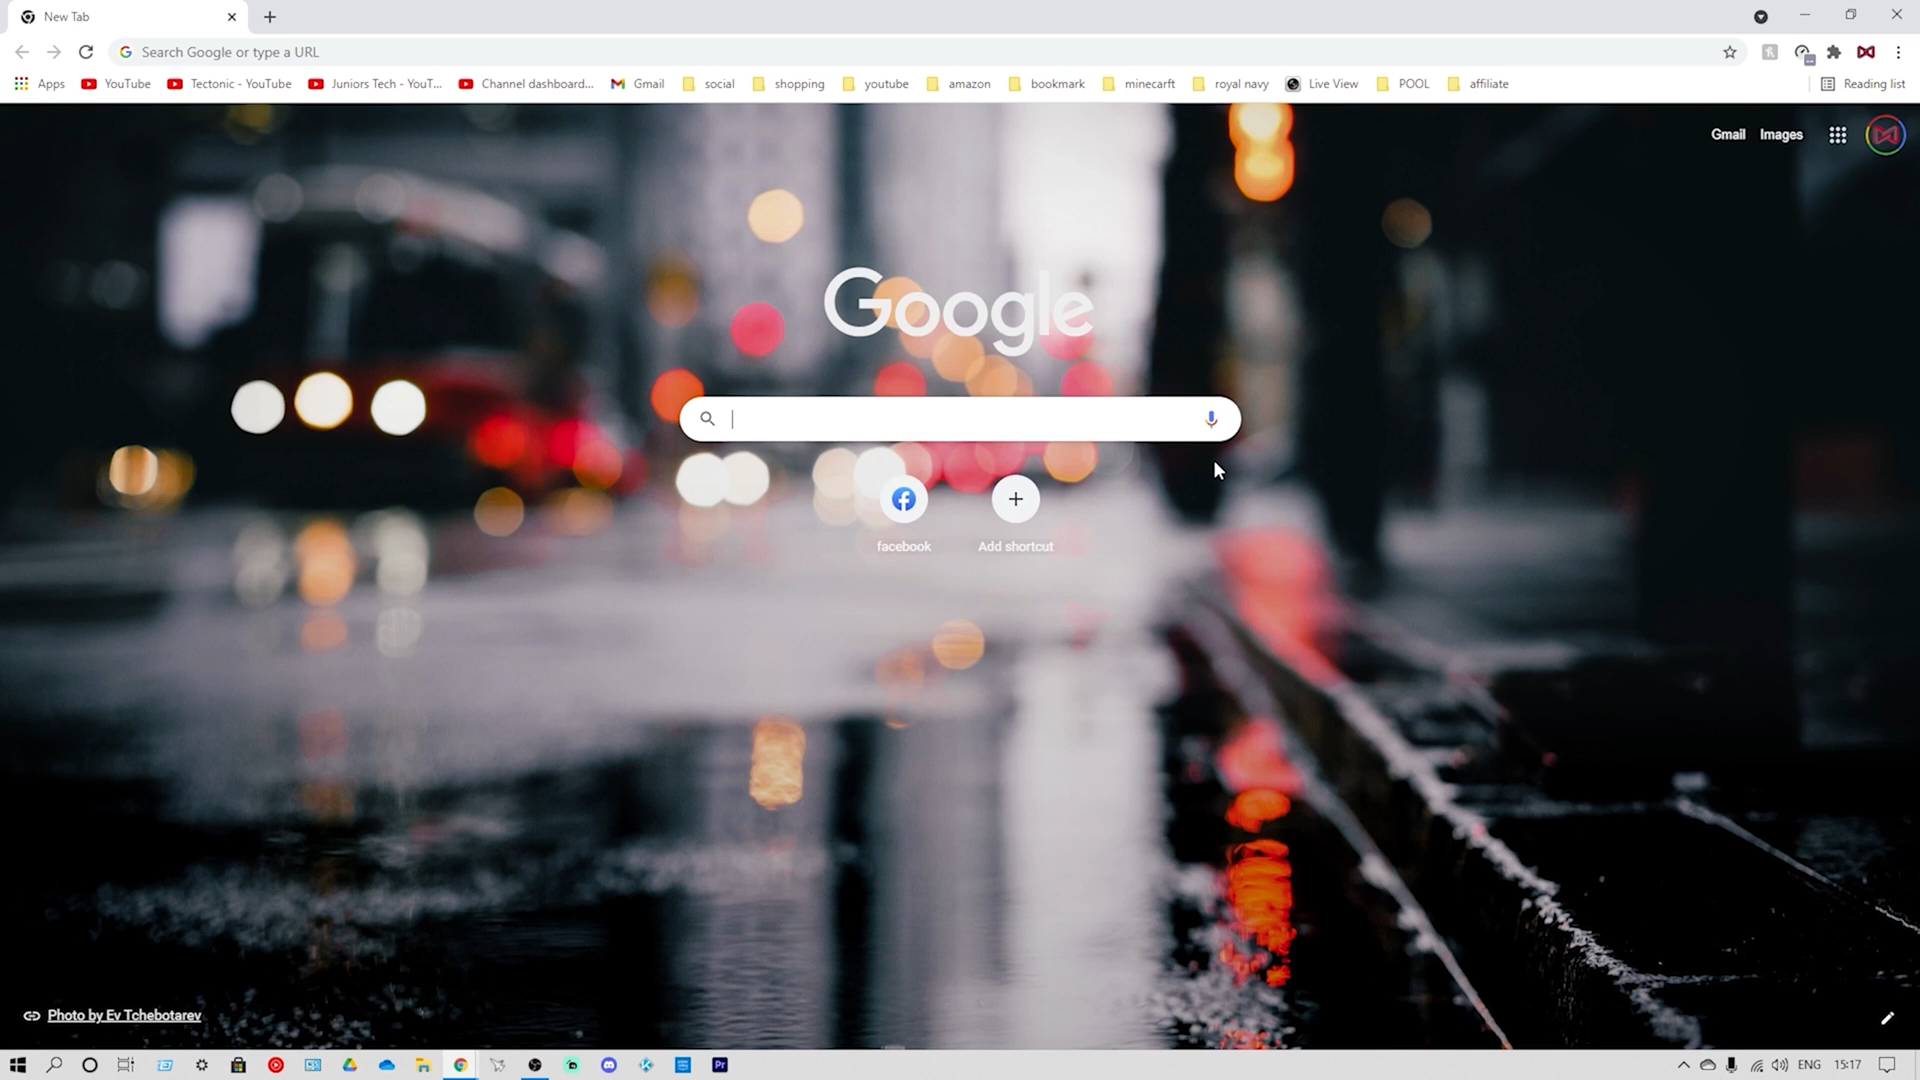 New Tab
Search Google or type a URL
Apps YouTube Tectonic - YouTube Juniors Tech - YouT... Channel dashboard... Gmail social shopping youtube amazon bookmark minecarft royal navy Live View POOL affiliate Reading list
Gmail Images
Google
facebook Add shortcut
Photo by Ev Tchebotarev
Pr ENG 15:17